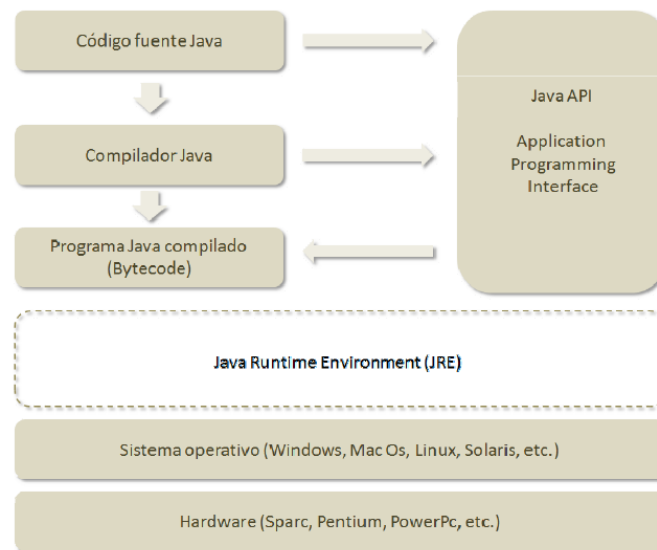 Código fuente Java
Java API
Application
Programming
Interface
Compilador Java
Programa Java compilado
(Bytecode)
Java Runtime Environment (JRE)
Sistema operativo (Windows, Mac Os, Linux, Solaris, etc.)
Hardware (Sparc, Pentium, PowerPc, etc.)